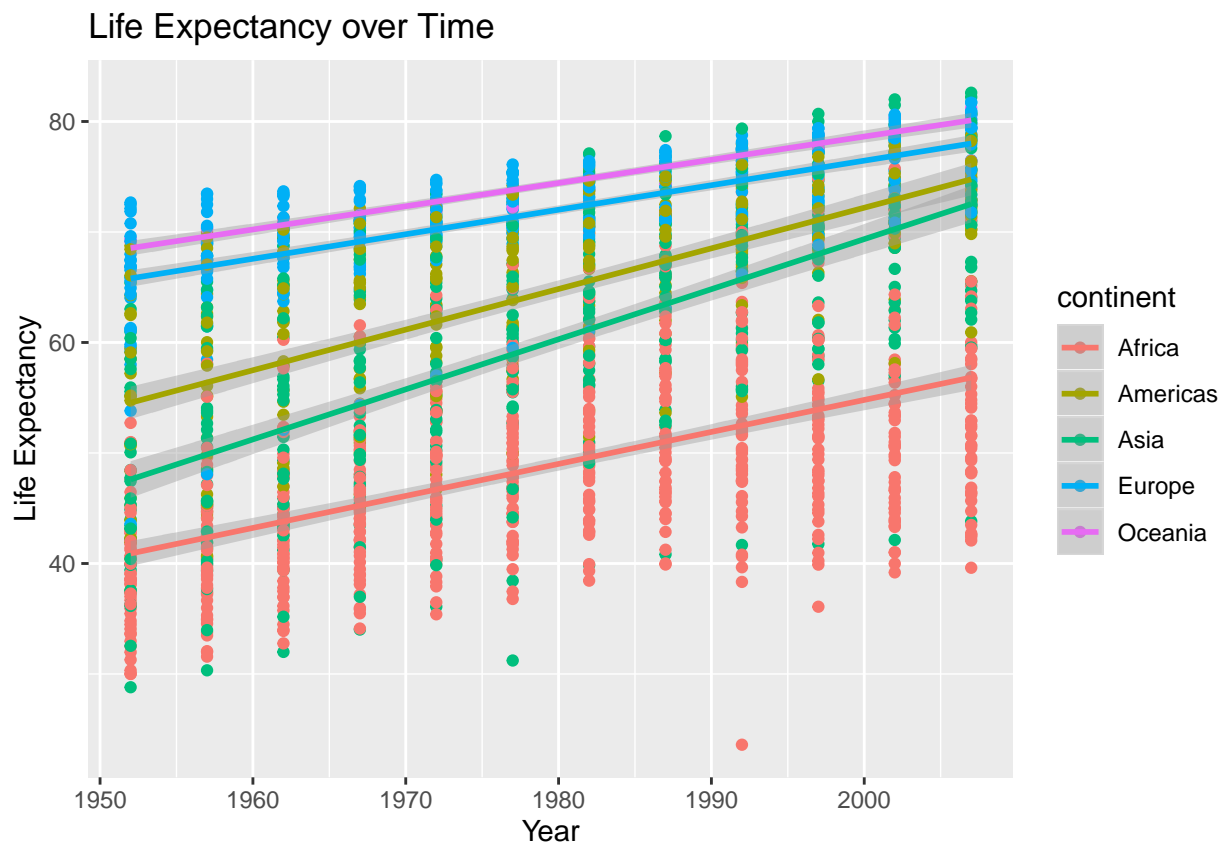 Life Expectancy over Time
Life Expectancy
80
60
40
1950 1960 1970 1980 1990 2000
Year
continent
Africa
Americas
Asia
Europe
Oceania